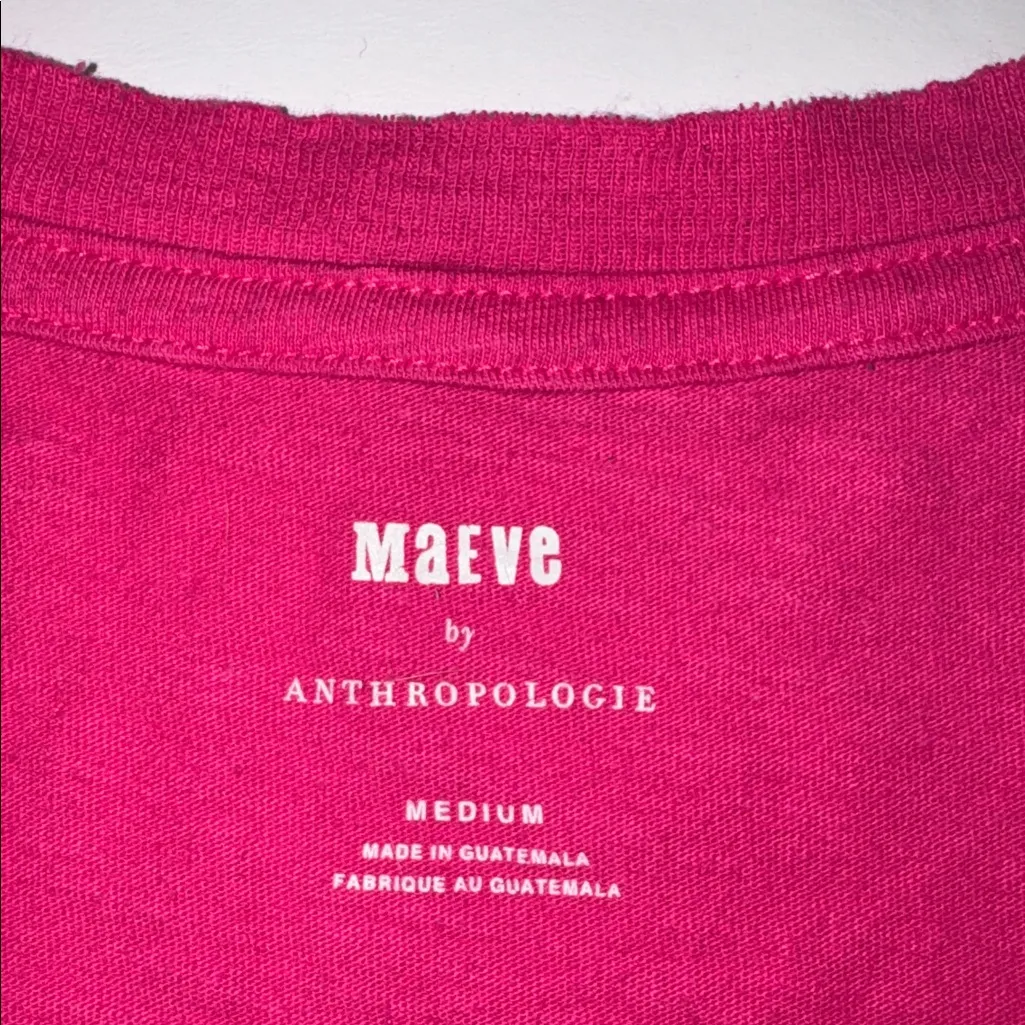 MaEve
by
ANTHROPOLOGIE
MEDIUM
MADE IN GUATEMALA
FABRIQUE AU GUATEMALA